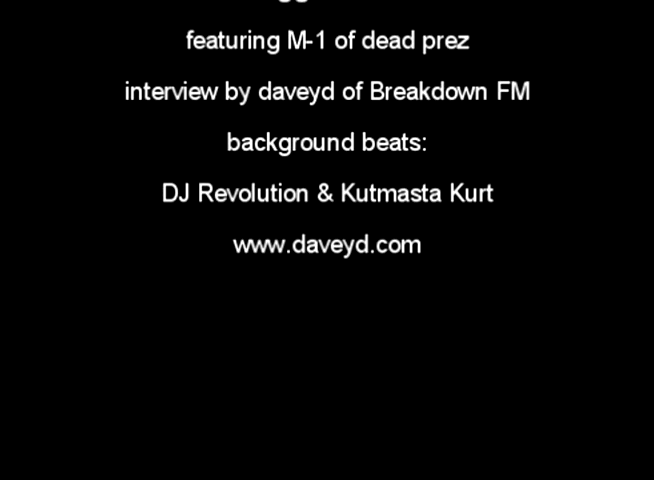 featuring M-1 of dead prez
interview by daveyd of Breakdown FM
background beats:
DJ Revolution & Kutmasta Kurt
www.daveyd.com